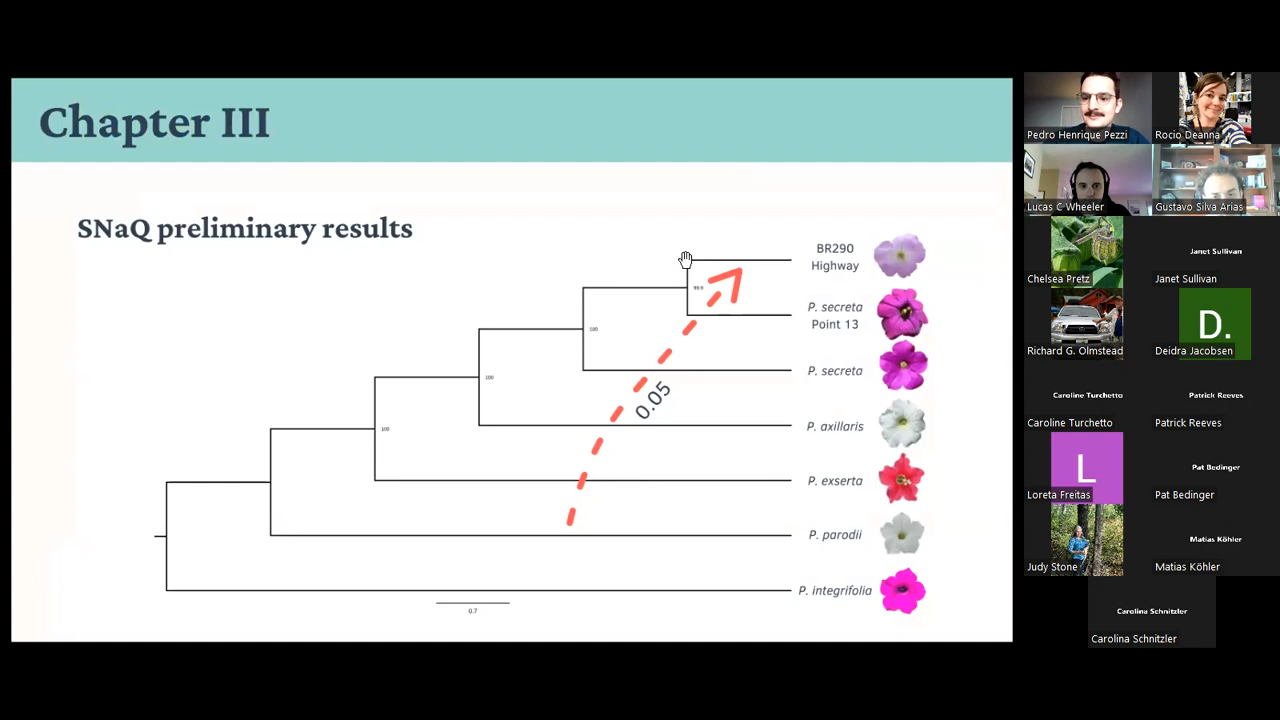 Chapter III
SNaQ preliminary results
BR290
Highway
P. secreta
Point 13
100
P. secreta
100
0.05
P. axillaris
100
P. exserta
P. parodii
P. integrifolia
0.7
Pedro Henrique Pezzi
Rocio Deanna
Lucas C Wheeler
Gustavo Silva Arias
Chelsea Pretz
Janet Sullivan
Janet Sullivan
Richard G. Olmstead
D.
Deidra Jacobsen
Caroline Turchetto
Caroline Turchetto
Patrick Reeves
Patrick Reeves
L
Loreta Freitas
Pat Bedinger
Pat Bedinger
Judy Stone
Matias Köhler
Matias Köhler
Carolina Schnitzler
Carolina Schnitzler